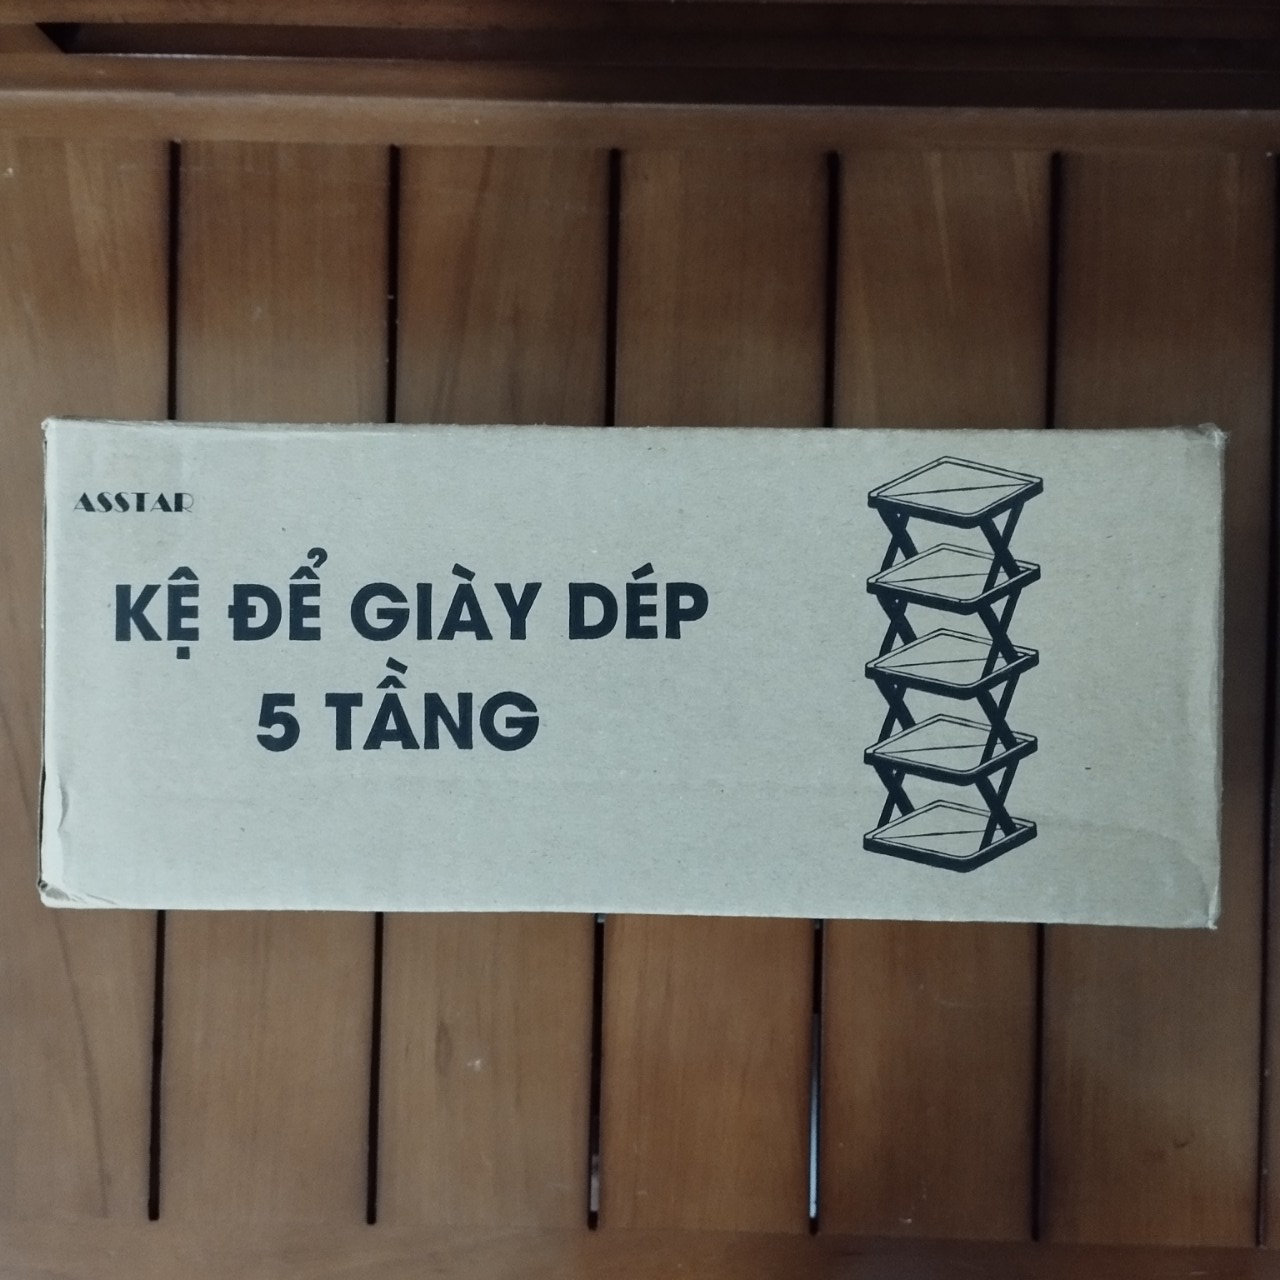 ASSTAR
KỆ ĐỂ GIÀY DÉP
5 TẦNG